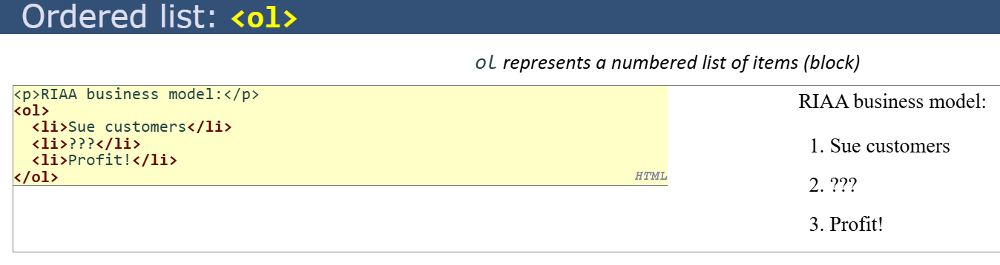 Ordered list: <ol>
ol represents a numbered list of items (block)
<p>RIAA business model:</p>
<ol>
  <li>Sue customers</li>
  <li>???</li>
  <li>Profit!</li>
</ol>
HTML
RIAA business model:
1. Sue customers
2. ???
3. Profit!